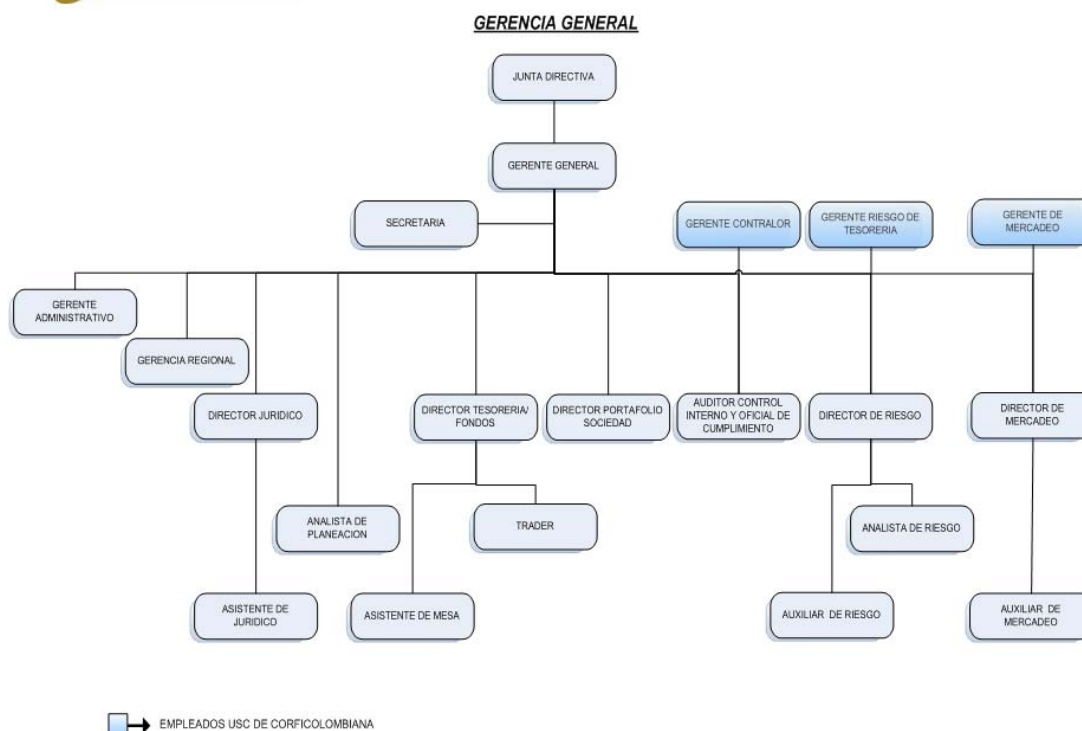 GERENCIA GENERAL
JUNTA DIRECTIVA
GERENTE GENERAL
SECRETARIA
GERENTE CONTRALOR
GERENTE RIESGO DE
TESORERIA
GERENTE DE
MERCADEO
GERENTE
ADMINISTRATIVO
GERENCIA REGIONAL
DIRECTOR JURIDICO
DIRECTOR TESORERIA/
FONDOS
DIRECTOR PORTAFOLIO
SOCIEDAD
AUDITOR CONTROL
INTERNO Y OFICIAL DE
CUMPLIMIENTO
DIRECTOR DE RIESGO
DIRECTOR DE
MERCADEO
ANALISTA DE
PLANEACION
TRADER
ANALISTA DE RIESGO
ASISTENTE DE
JURIDICO
ASISTENTE DE MESA
AUXILIAR DE RIESGO
AUXILIAR DE
MERCADEO
EMPLEADOS USC DE CORFICOLOMBIANA